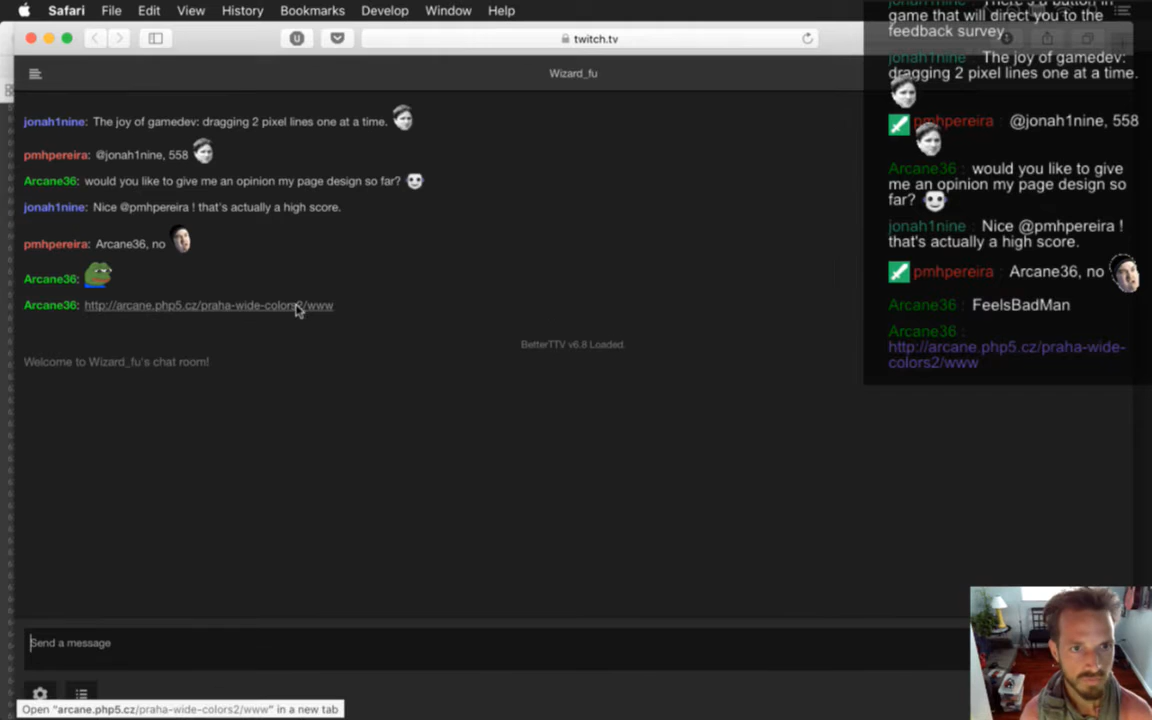 Safari File Edit View History Bookmarks Develop Window Help
twitch.tv
Wizard_fu
jonah1nine: The joy of gamedev: dragging 2 pixel lines one at a time.
pmhpereira: @jonah1nine, 558
Arcane36: would you like to give me an opinion my page design so far?
jonah1nine: Nice @pmhpereira ! that's actually a high score.
pmhpereira: Arcane36, no
Arcane36:
Arcane36: http://arcane.php5.cz/praha-wide-colors2/www
BetterTTV v6.8 Loaded.
Welcome to Wizard_fu's chat room!
Send a message
Open "arcane.php5.cz/praha-wide-colors2/www" in a new tab
game that will direct you to the
feedback survey.
jonah1nine : The joy of gamedev:
dragging 2 pixel lines one at a time.
pmhpereira : @jonah1nine, 558
Arcane36 : would you like to give
me an opinion my page design so
far?
jonah1nine : Nice @pmhpereira !
that's actually a high score.
pmhpereira : Arcane36, no
Arcane36 : FeelsBadMan
Arcane36 :
http://arcane.php5.cz/praha-wide-
colors2/www